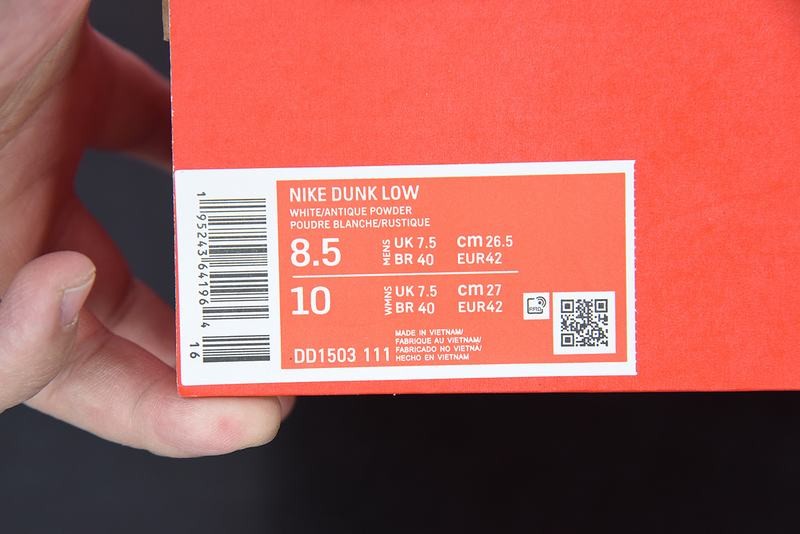 NIKE DUNK LOW
WHITE/ANTIQUE POWDER
POUDRE BLANCHE/RUSTIQUE
8.5 MENS UK 7.5 cm 26.5
BR 40 EUR42
10 WMNS UK 7.5 cm 27
BR 40 EUR42
RFID
DD1503 111
MADE IN VIETNAM/
FABRIQUE AU VIETNAM/
FABRICADO NO VIETNÁ/
HECHO EN VIETNAM
1 95243 64196 4
16